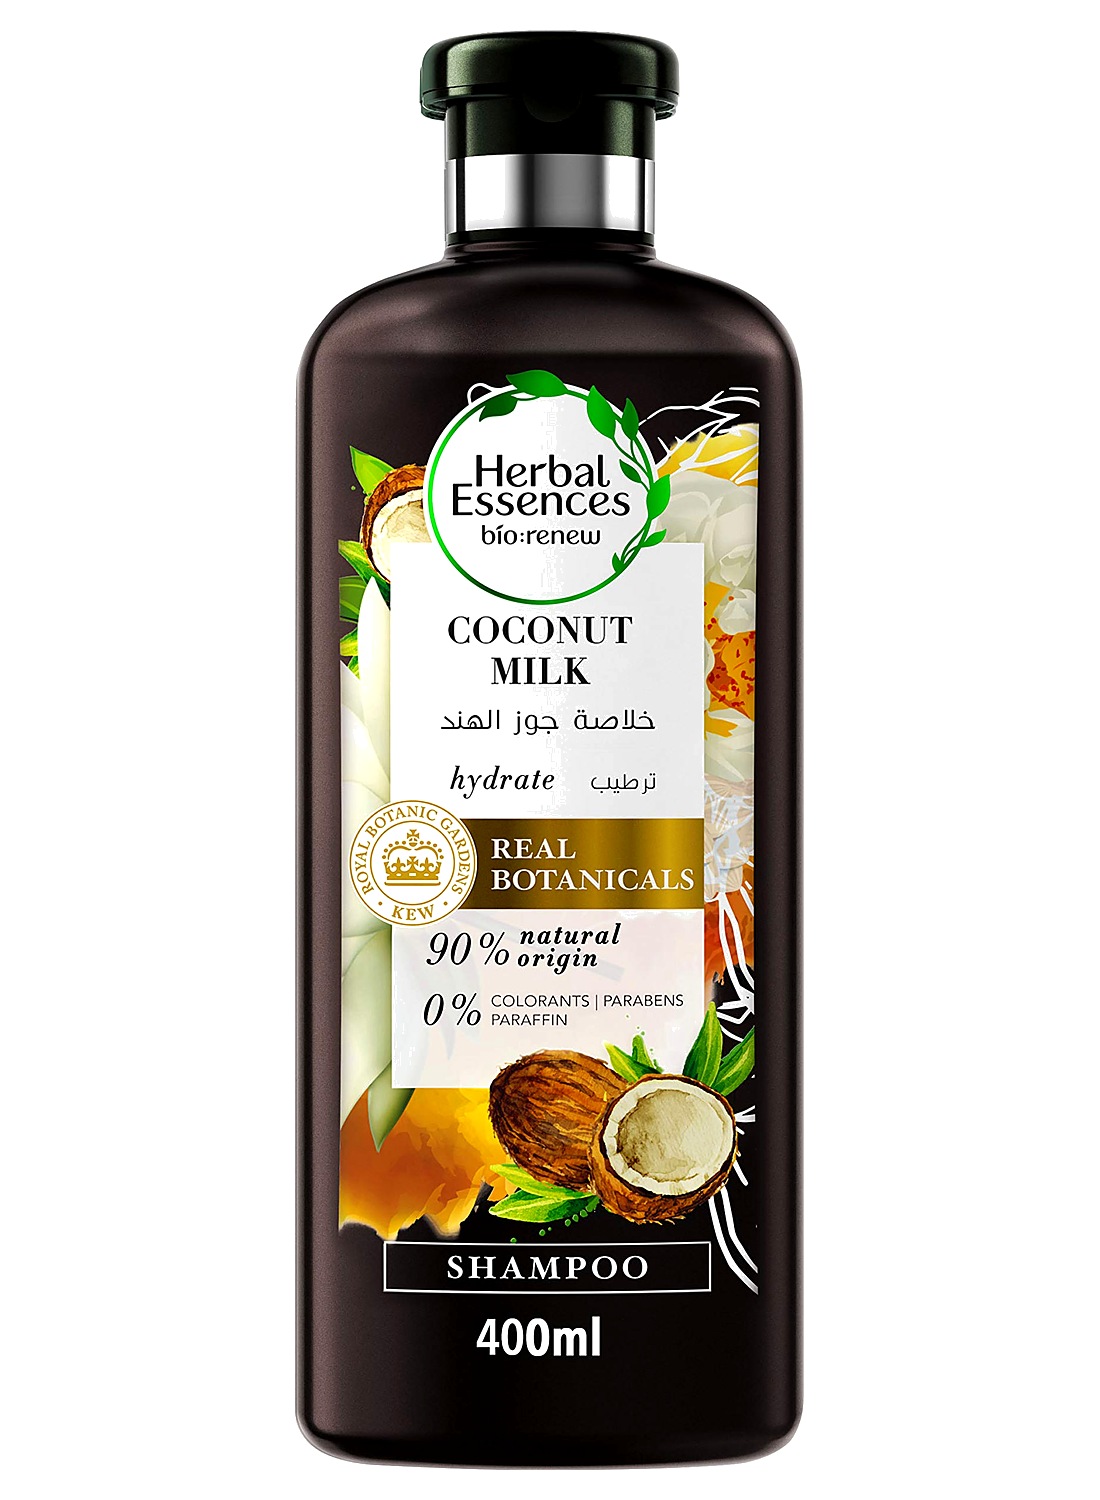 Herbal
Essences
bío:renew
COCONUT
MILK
خلاصة جوز الهند
hydrate ترطيب
ROYAL BOTANIC GARDENS
• KEW •
REAL
BOTANICALS
90% natural
origin
0% COLORANTS | PARABENS
PARAFFIN
SHAMPOO
400ml